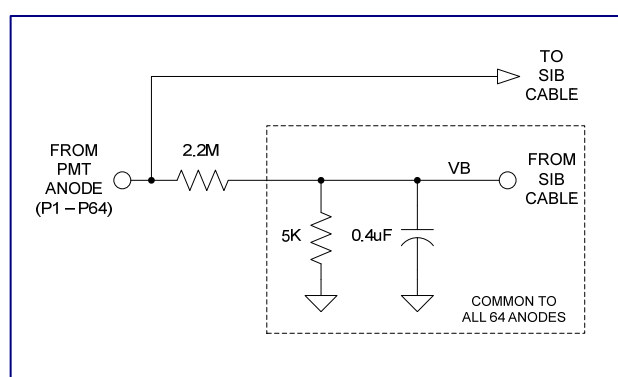 TO
SIB
CABLE
FROM
PMT
ANODE
(P1 – P64)
2.2M
VB
FROM
SIB
CABLE
5K
0.4uF
COMMON TO
ALL 64 ANODES